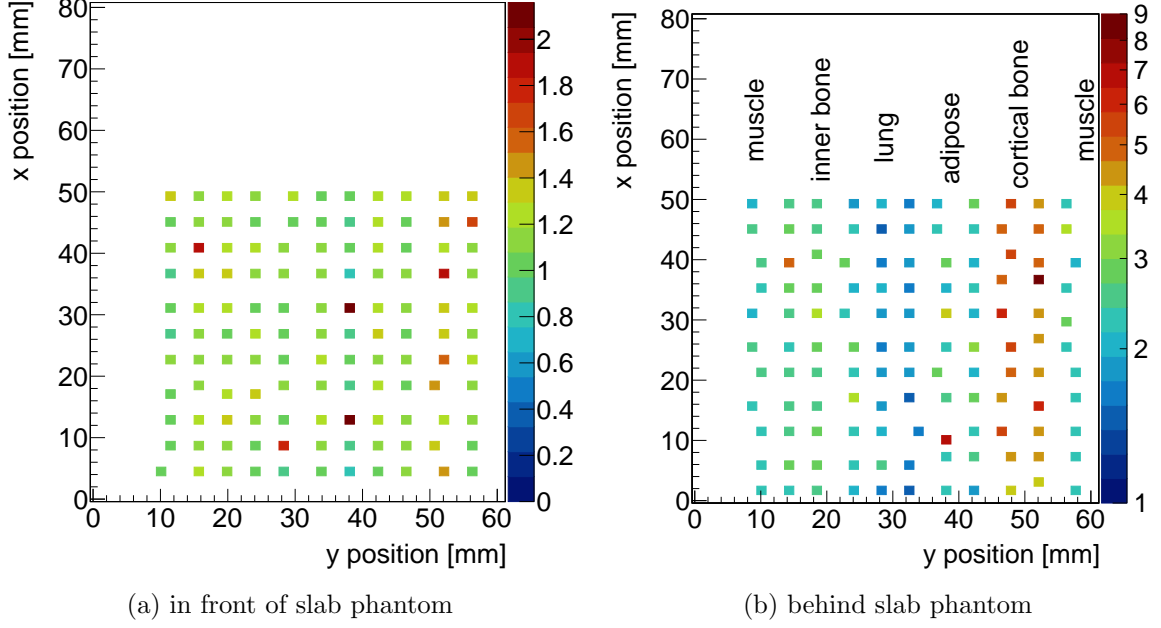 x position [mm]
80
70
60
50
40
30
20
10
0
0 10 20 30 40 50 60
y position [mm]
2
1.8
1.6
1.4
1.2
1
0.8
0.6
0.4
0.2
0
(a) in front of slab phantom
x position [mm]
80
70
60
50
40
30
20
10
0
muscle
inner bone
lung
adipose
cortical bone
muscle
0 10 20 30 40 50 60
y position [mm]
9
8
7
6
5
4
3
2
1
(b) behind slab phantom